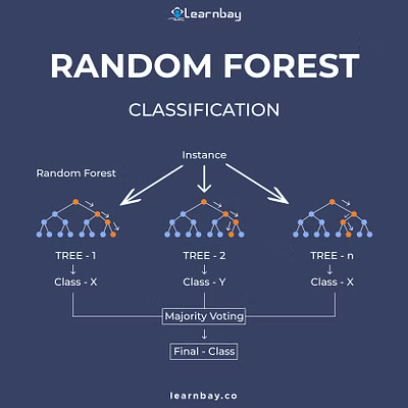 Learnbay
RANDOM FOREST
CLASSIFICATION
Instance
Random Forest
TREE - 1
TREE - 2
TREE - n
Class - X
Class - Y
Class - X
Majority Voting
Final - Class
learnbay.co